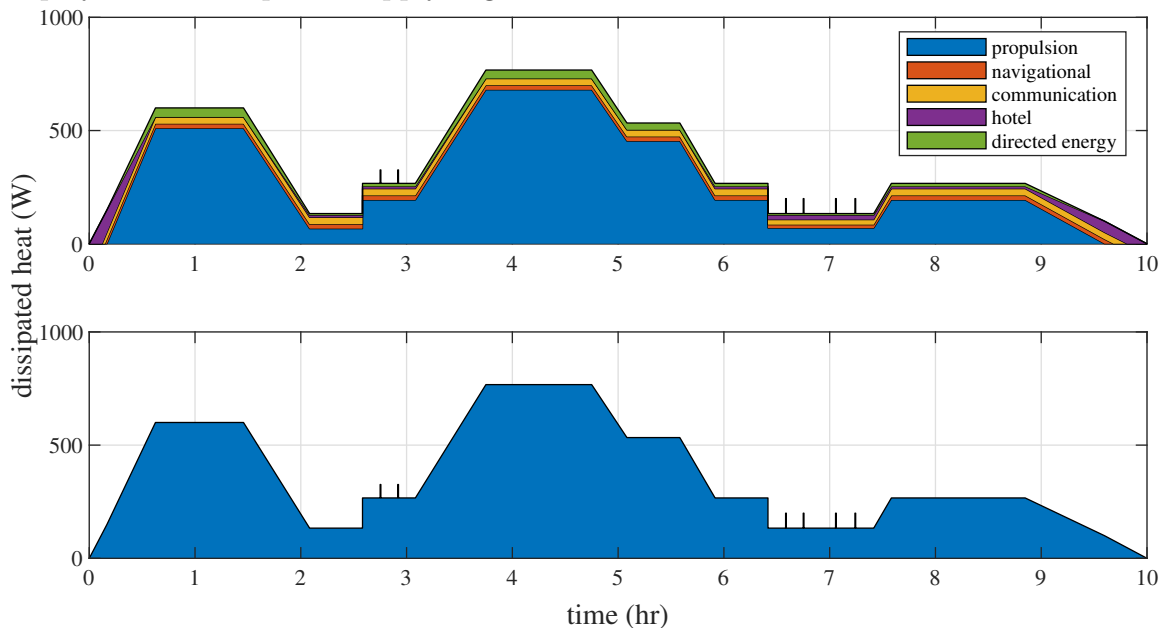 1000
500
0
0 1 2 3 4 5 6 7 8 9 10
propulsion
navigational
communication
hotel
directed energy
dissipated heat (W)
1000
500
0
0 1 2 3 4 5 6 7 8 9 10
time (hr)